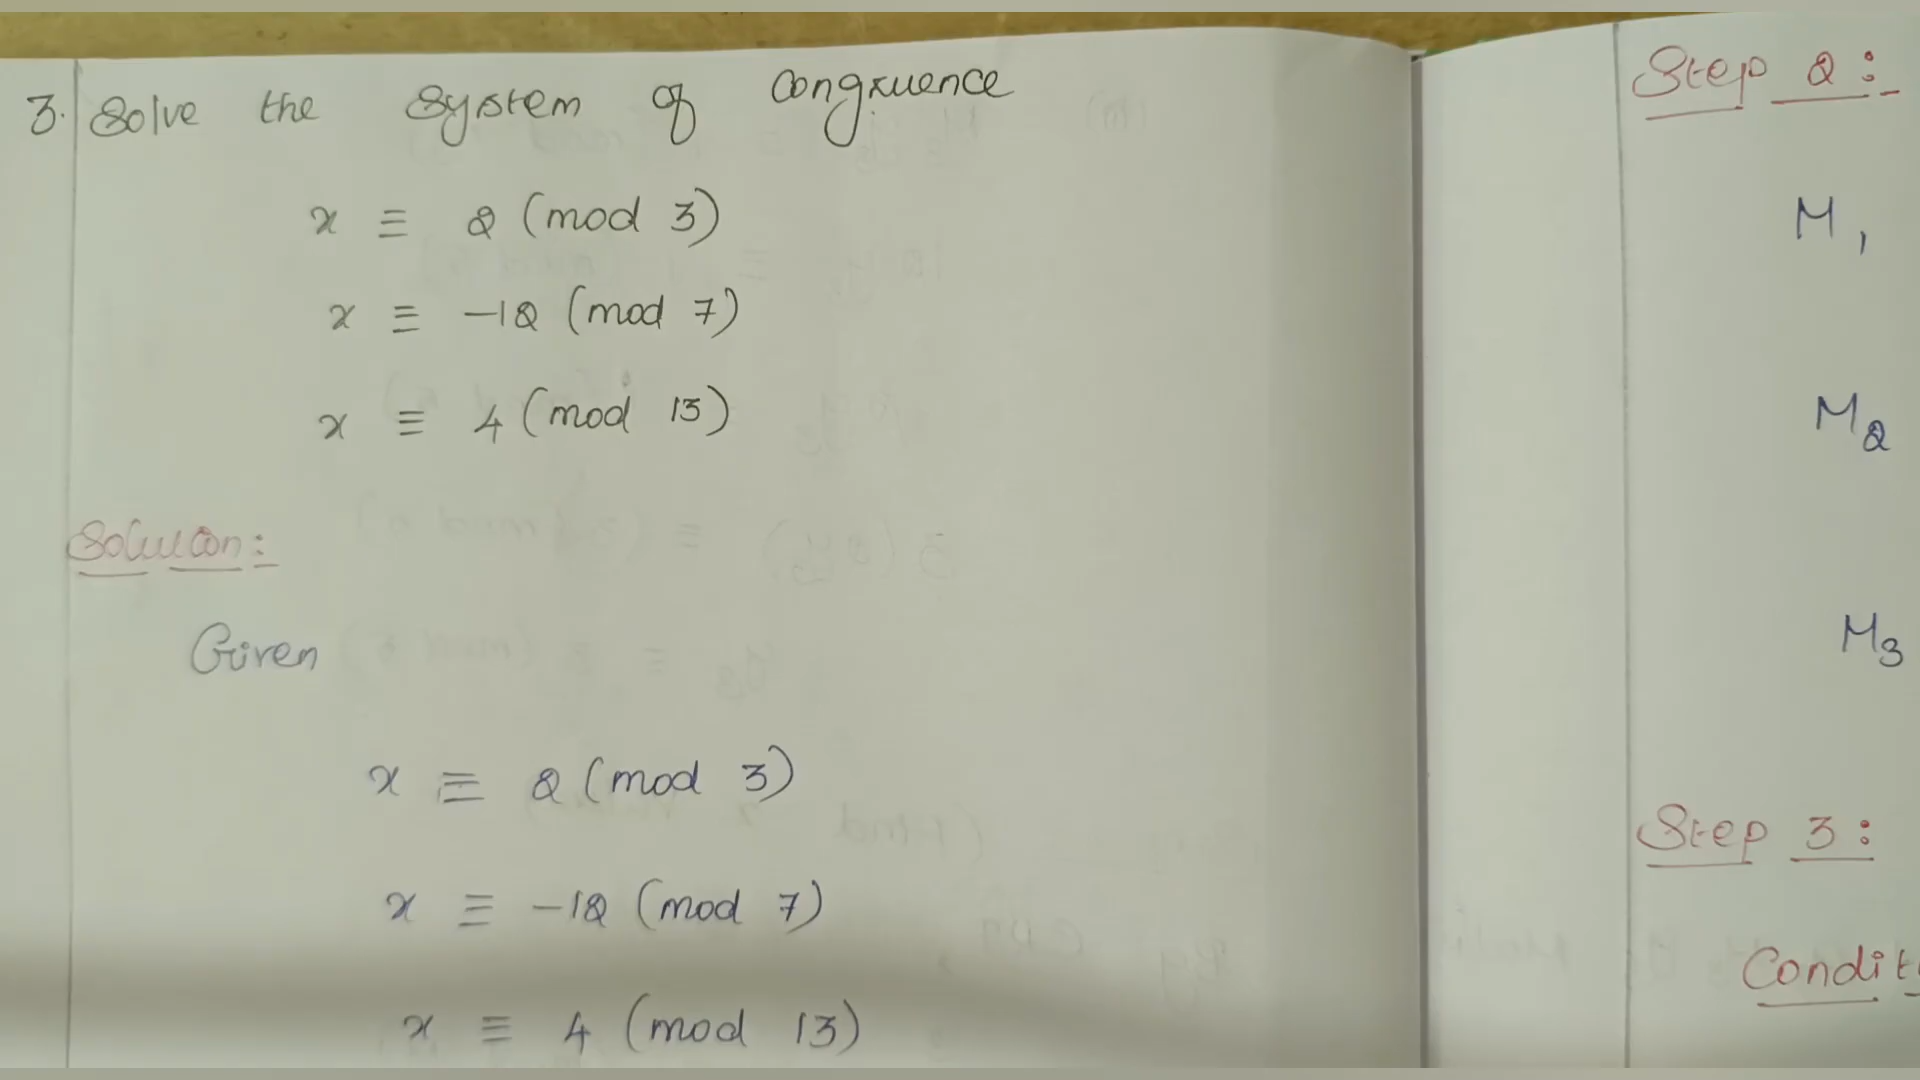 3. Solve the System of Congruence
x ≡ 2 (mod 3)
x ≡ -12 (mod 7)
x ≡ 4 (mod 13)
Solution:
Given
x ≡ 2 (mod 3)
x ≡ -12 (mod 7)
x ≡ 4 (mod 13)
Step 2:
M₁
M₂
M₃
Step 3:
Condit